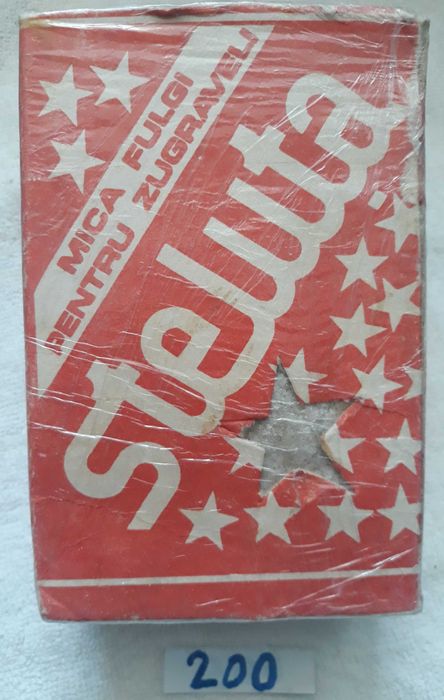 MICA FULGI
PENTRU ZUGRAVELI
Steluta
200